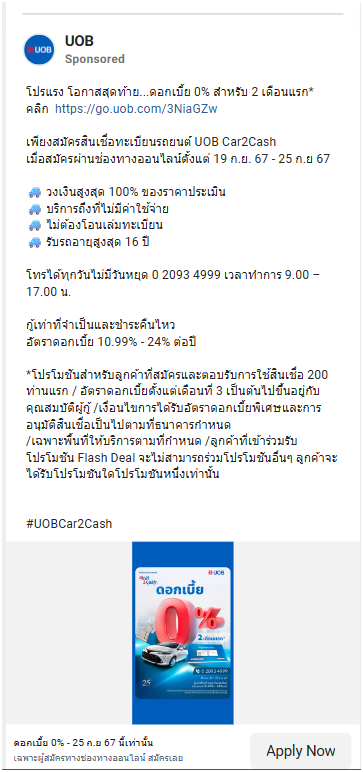 UOB
Sponsored
โปรแรง โอกาสสุดท้าย...ดอกเบี้ย 0% สำหรับ 2 เดือนแรก*
คลิก https://go.uob.com/3NiaGZw
เพียงสมัครสินเชื่อทะเบียนรถยนต์ UOB Car2Cash
เมื่อสมัครผ่านช่องทางออนไลน์ตั้งแต่ 19 ก.ย. 67 - 25 ก.ย 67
🚙 วงเงินสูงสุด 100% ของราคาประเมิน
🚙 บริการถึงที่ไม่มีค่าใช้จ่าย
🚙 ไม่ต้องโอนเล่มทะเบียน
🚙 รับรถอายุสูงสุด 16 ปี
โทรได้ทุกวันไม่มีวันหยุด 0 2093 4999 เวลาทำการ 9.00 –
17.00 น.
กู้เท่าที่จำเป็นและชำระคืนไหว
อัตราดอกเบี้ย 10.99% - 24% ต่อปี
*โปรโมชันสำหรับลูกค้าที่สมัครและตอบรับการใช้สินเชื่อ 200
ท่านแรก / อัตราดอกเบี้ยตั้งแต่เดือนที่ 3 เป็นต้นไปขึ้นอยู่กับ
คุณสมบัติผู้กู้ /เงื่อนไขการได้รับอัตราดอกเบี้ยพิเศษและการ
อนุมัติสินเชื่อเป็นไปตามที่ธนาคารกำหนด
/เฉพาะพื้นที่ให้บริการตามที่กำหนด /ลูกค้าที่เข้าร่วมรับ
โปรโมชัน Flash Deal จะไม่สามารถร่วมโปรโมชันอื่นๆ ลูกค้าจะ
ได้รับโปรโมชันใดโปรโมชันหนึ่งเท่านั้น
#UOBCar2Cash
UOB
ดอกเบี้ย
0%
2 เดือนแรก*
0 2093 4999
25
ดอกเบี้ย 0% - 25 ก.ย 67 นี้เท่านั้น
เฉพาะผู้สมัครทางช่องทางออนไลน์ สมัครเลย
Apply Now